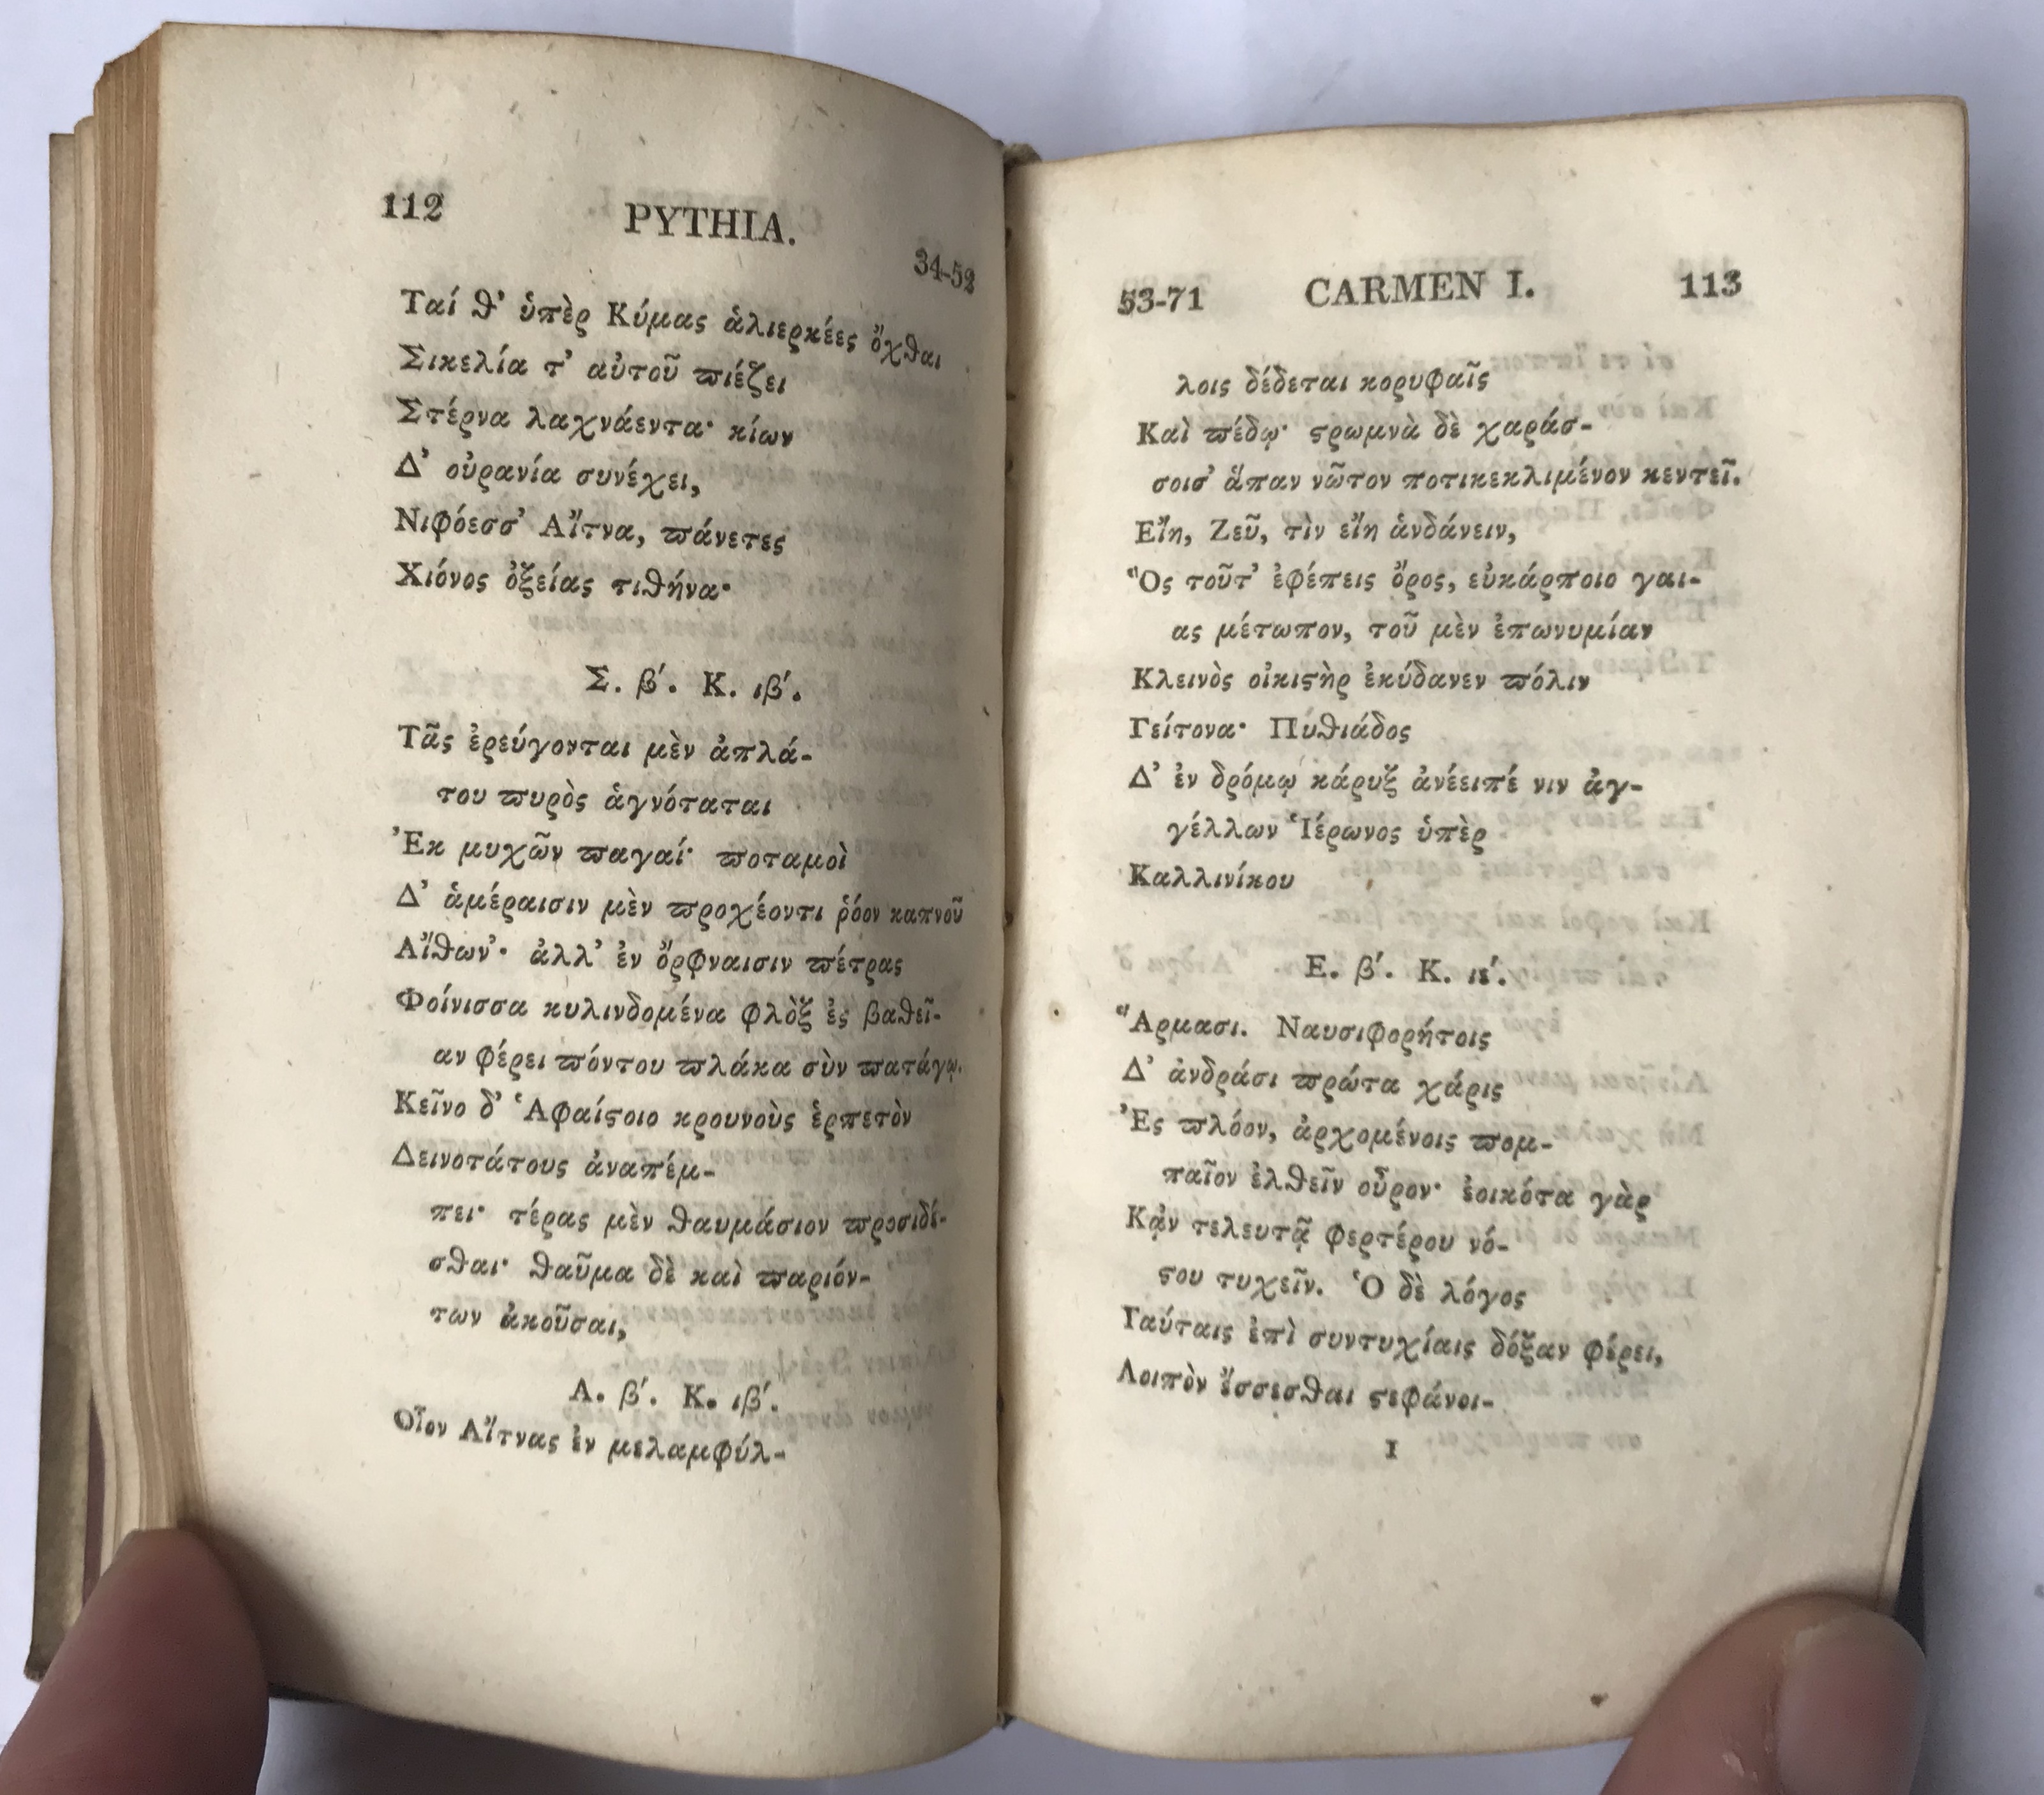 112 PYTHIA.
34-52
Ταί ϑ' ὑπὲρ Κύμας ἁλιερκέες ὄχθαι
Σικελία τ' αὐτοῦ ϖιέζει
Στέρνα λαχνάεντα· κίων
Δ' οὐρανία συνέχει,
Νιφόεσσ' Αἴτνα, ϖάνετες
Χιόνος ὀξείας τιθήνα·
Σ. β'. Κ. ιβ'.
Τᾶς ἐρεύγονται μὲν ἀπλά-
του ϖυρὸς ἁγνόταται
Ἐκ μυχῶν ϖαγαί· ϖοταμοὶ
Δ' ἁμέραισιν μὲν ϖροχέοντι ῥόον καπνοῦ
Αἴθων'· ἀλλ' ἐν ὄρφναισιν ϖέτρας
Φοίνισσα κυλινδομένα φλὸξ ἐς βαθεῖ-
αν φέρει ϖόντου ϖλάκα σὺν ϖατάγῳ.
Κεῖνο δ' Ἁφαίϛοιο κρουνοὺς ἑρπετὸν
Δεινοτάτους ἀναπέμ-
πει· τέρας μὲν ϑαυμάσιον ϖροσιδέ-
σθαι· ϑαῦμα δὲ καὶ ϖαριόν-
των ἀκοῦσαι,
Α. β'. Κ. ιβ'.
Οἷον Αἴτνας ἐν μελαμφύλ-
53-71 CARMEN I. 113
λοις δέδεται κορυφαῖς
Καὶ ϖέδῳ· ϛρωμνὰ δὲ χαράσ-
σοισ' ἅπαν νῶτον ποτικεκλιμένον κεντεῖ.
Εἴη, Ζεῦ, τὶν εἴη ἁνδάνειν,
Ὃς τοῦτ' ἐφέπεις ὄρος, εὐκάρποιο γαι-
ας μέτωπον, τοῦ μὲν ἐπωνυμίαν
Κλεινὸς οἰκιϛὴρ ἐκύδανεν ϖόλιν
Γείτονα· Πυθιάδος
Δ' ἐν δρόμῳ κάρυξ ἀνέειπέ νιν ἀγ-
γέλλων Ἱέρωνος ὑπὲρ
Καλλινίκου
Ε. β'. Κ. ιε'.
Ἅρμασι. Ναυσιφορήτοις
Δ' ἀνδράσι ϖρώτα χάρις
Ἐς ϖλόον, ἀρχομένοις ϖομ-
παῖον ἐλθεῖν οὖρον· ἐοικότα γὰρ
Κᾀν τελευτᾷ φερτέρου νό-
ϛου τυχεῖν. Ὁ δὲ λόγος
Ταύταις ἐπὶ συντυχίαις δόξαν φέρει,
Λοιπὸν ἔσσεσθαι ϛεφάνοι-
I